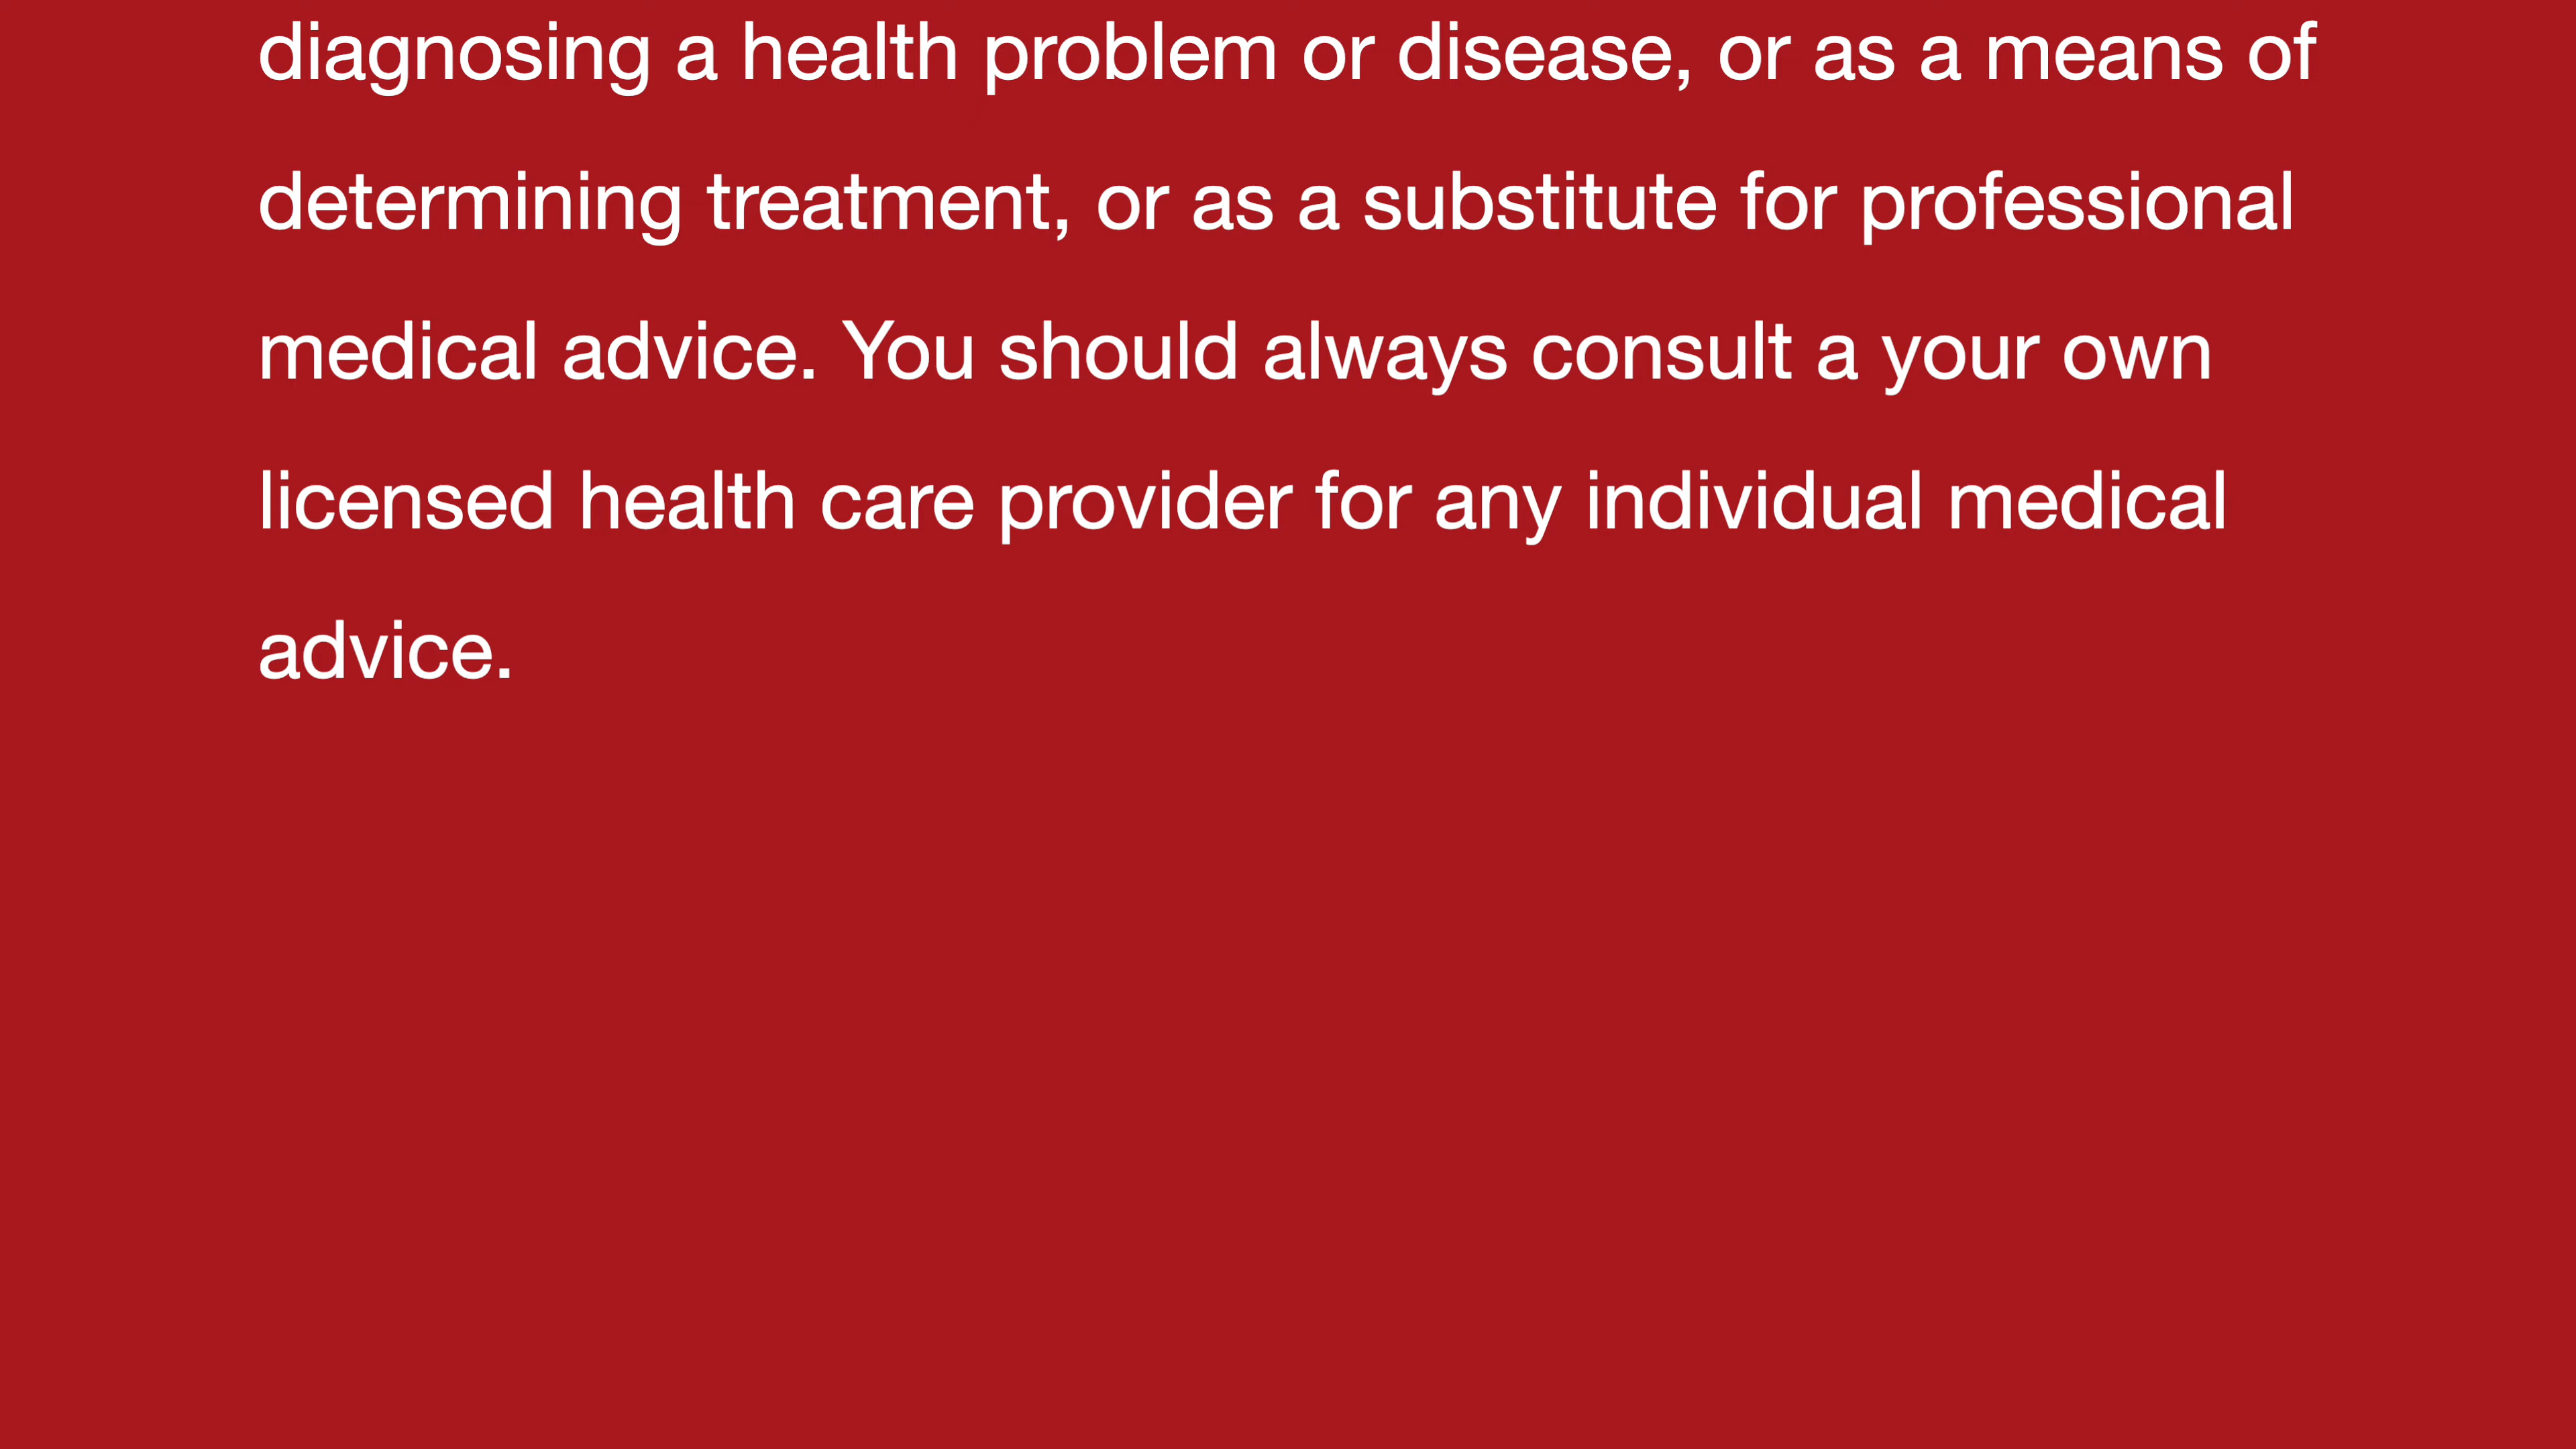 diagnosing a health problem or disease, or as a means of
determining treatment, or as a substitute for professional
medical advice. You should always consult a your own
licensed health care provider for any individual medical
advice.